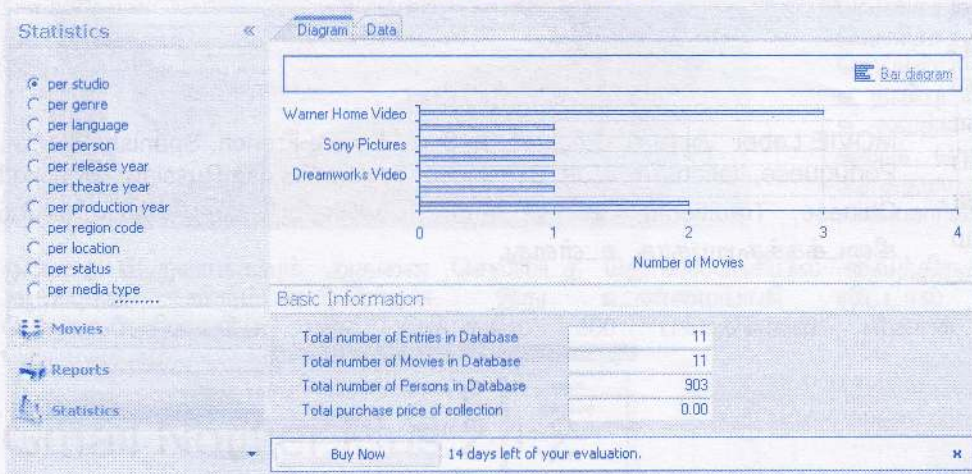 Statistics «
per studio
per genre
per language
per person
per release year
per theatre year
per production year
per region code
per location
per status
per media type
Movies
Reports
Statistics
Diagram Data
Bar diagram
Warner Home Video
Sony Pictures
Dreamworks Video
0 1 2 3 4
Number of Movies
Basic Information
Total number of Entries in Database 11
Total number of Movies in Database 11
Total number of Persons in Database 903
Total purchase price of collection 0.00
Buy Now 14 days left of your evaluation.